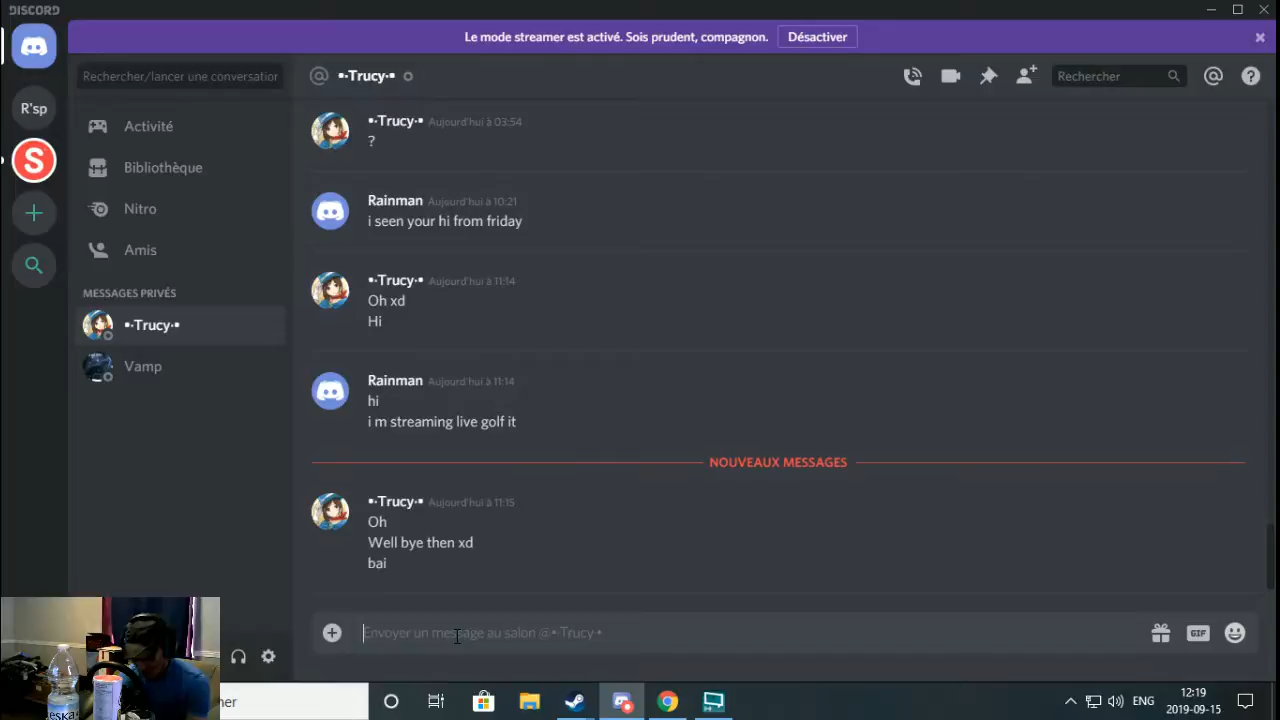 DISCORD
Le mode streamer est activé. Sois prudent, compagnon.
Désactiver
Rechercher/lancer une conversation
•·Trucy·•
Rechercher
R'sp
S
Activité
Bibliothèque
Nitro
Amis
MESSAGES PRIVÉS
•·Trucy·•
Vamp
•·Trucy·• Aujourd'hui à 03:54
?
Rainman Aujourd'hui à 10:21
i seen your hi from friday
•·Trucy·• Aujourd'hui à 11:14
Oh xd
Hi
Rainman Aujourd'hui à 11:14
hi
i m streaming live golf it
NOUVEAUX MESSAGES
•·Trucy·• Aujourd'hui à 11:15
Oh
Well bye then xd
bai
Envoyer un message au salon @•·Trucy·•
GIF
ESKA
her
ENG
12:19
2019-09-15